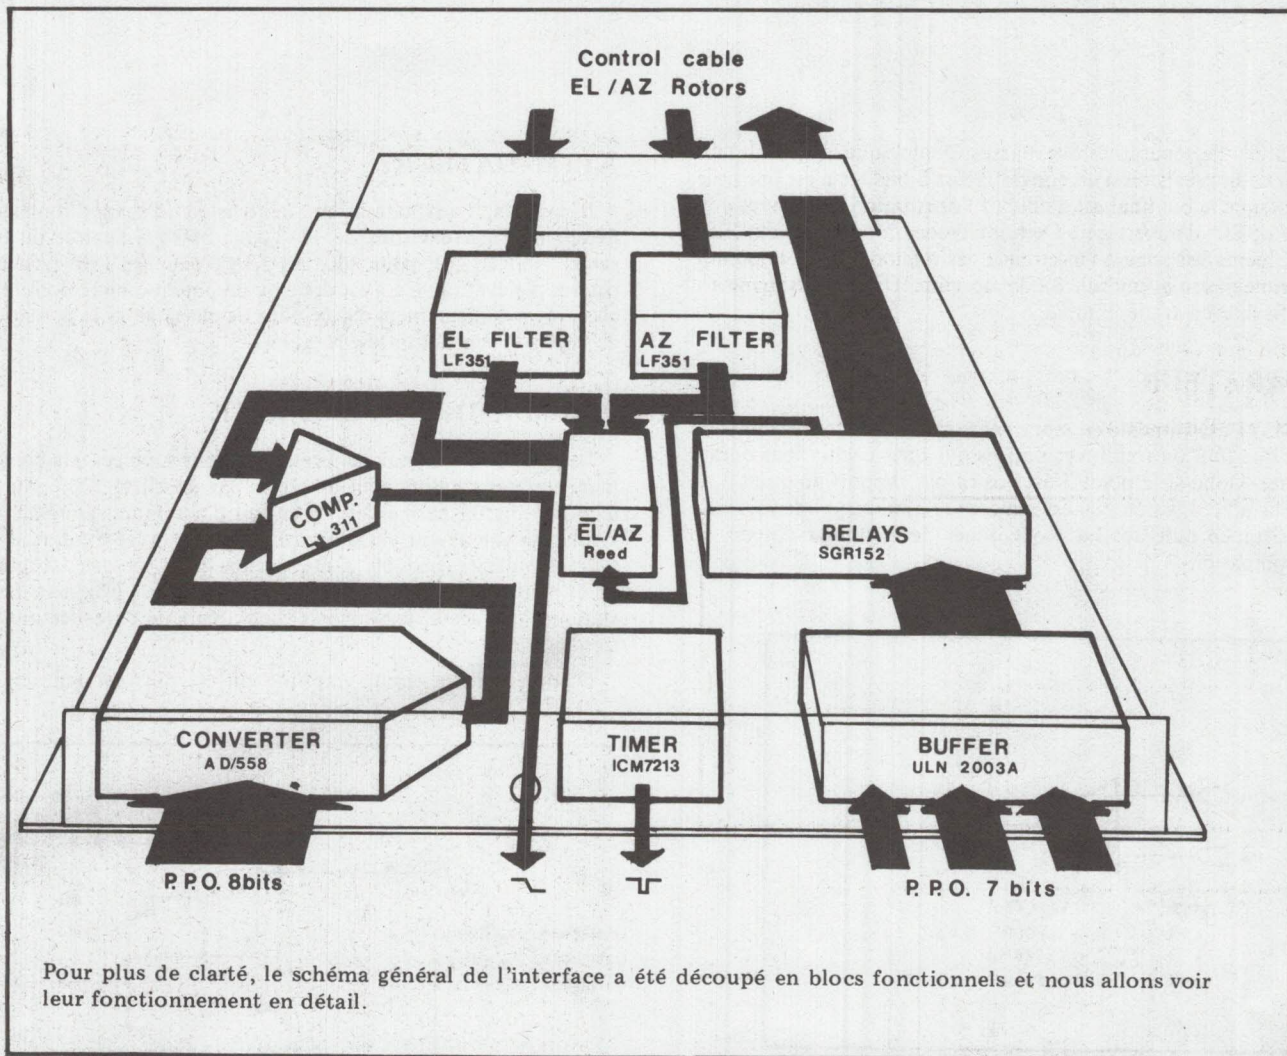 Control cable
EL/AZ Rotors
EL FILTER
LF351
AZ FILTER
LF351
COMP.
LM 311
E̅L/AZ
Reed
RELAYS
SGR152
CONVERTER
AD/558
TIMER
ICM7213
BUFFER
ULN 2003A
P.P.O. 8bits
P.P.O. 7 bits
Pour plus de clarté, le schéma général de l'interface a été découpé en blocs fonctionnels et nous allons voir
leur fonctionnement en détail.